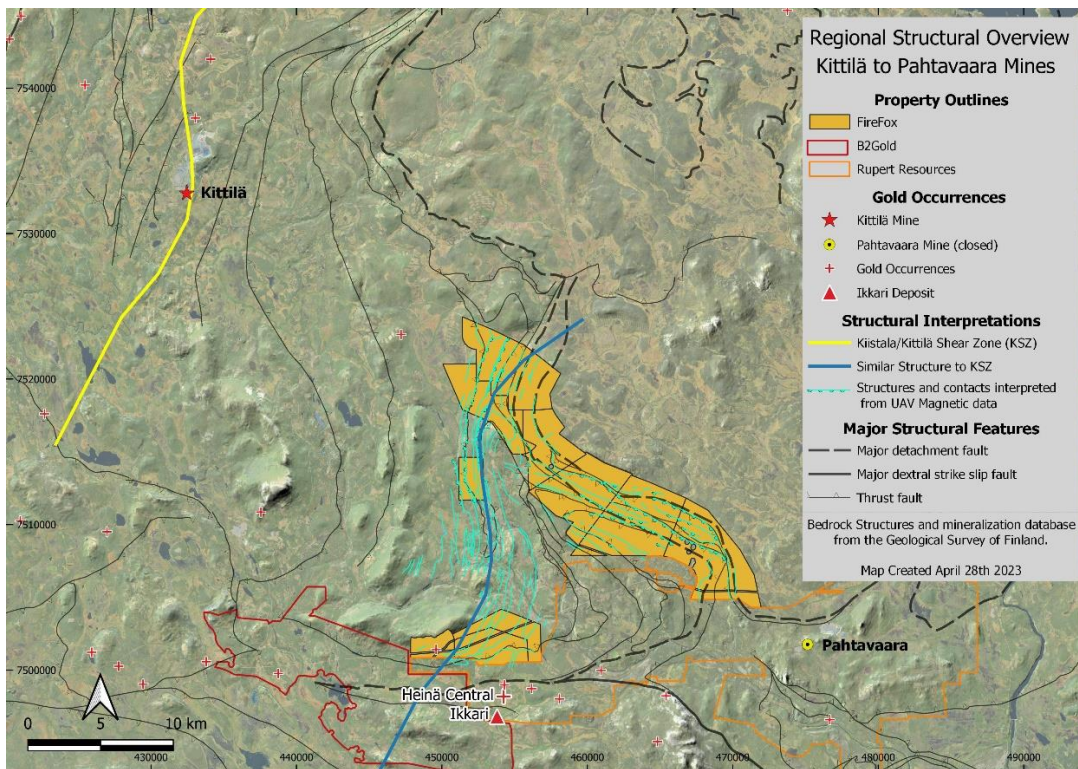 Regional Structural Overview
Kittilä to Pahtavaara Mines
Property Outlines
FireFox
B2Gold
Rupert Resources
Gold Occurrences
Kittilä Mine
Pahtavaara Mine (closed)
Gold Occurrences
Ikkari Deposit
Structural Interpretations
Kiistala/Kittilä Shear Zone (KSZ)
Similar Structure to KSZ
Structures and contacts interpreted
from UAV Magnetic data
Major Structural Features
Major detachment fault
Major dextral strike slip fault
Thrust fault
Bedrock Structures and mineralization database
from the Geological Survey of Finland.
Map Created April 28th 2023
7540000
Kittilä
7530000
7520000
7510000
7500000
Pahtavaara
Heinä Central
Ikkari
0 5 10 km
430000 440000 450000 460000 470000 480000 490000